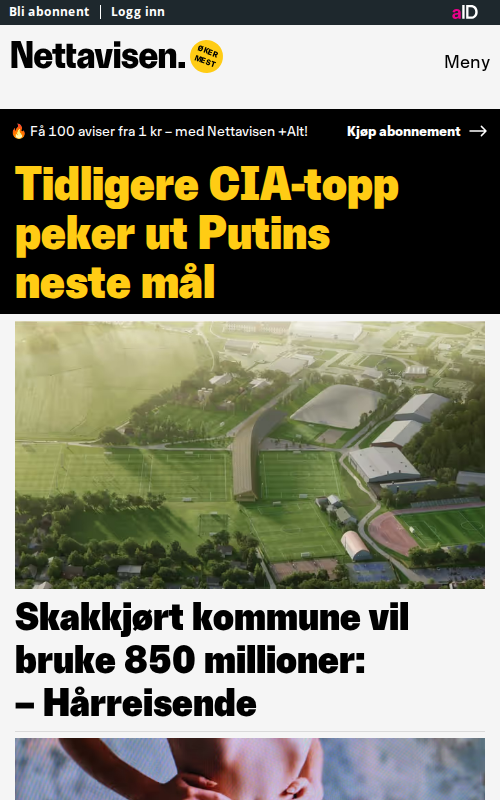 Bli abonnent | Logg inn
aID
Nettavisen.
ØKER
MEST
Meny
🔥 Få 100 aviser fra 1 kr – med Nettavisen +Alt!
Kjøp abonnement →
Tidligere CIA-topp
peker ut Putins
neste mål
Skakkjørt kommune vil
bruke 850 millioner:
– Hårreisende